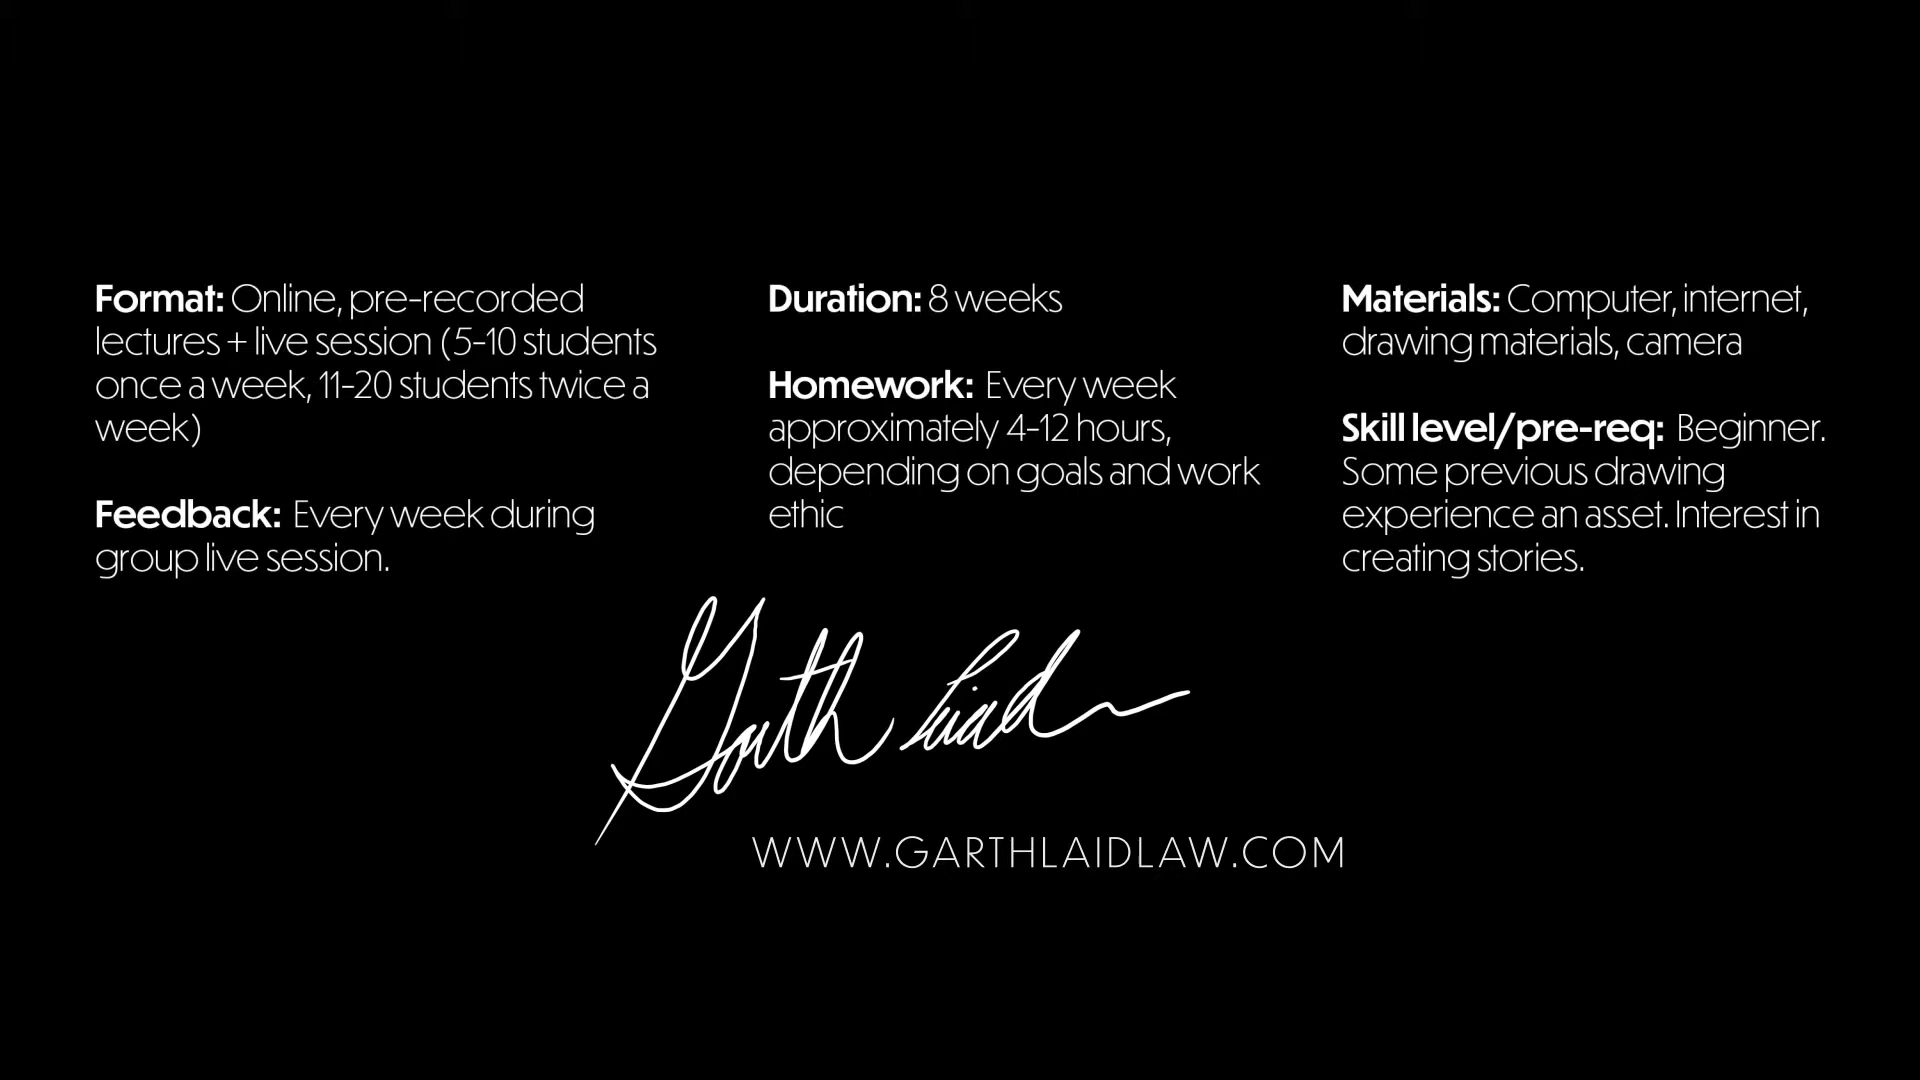 Format: Online, pre-recorded
lectures + live session (5-10 students
once a week, 11-20 students twice a
week)
Feedback: Every week during
group live session.
Duration: 8 weeks
Homework: Every week
approximately 4-12 hours,
depending on goals and work
ethic
Materials: Computer, internet,
drawing materials, camera
Skill level/pre-req: Beginner.
Some previous drawing
experience an asset. Interest in
creating stories.
Garth Laidlaw
WWW.GARTHLAIDLAW.COM